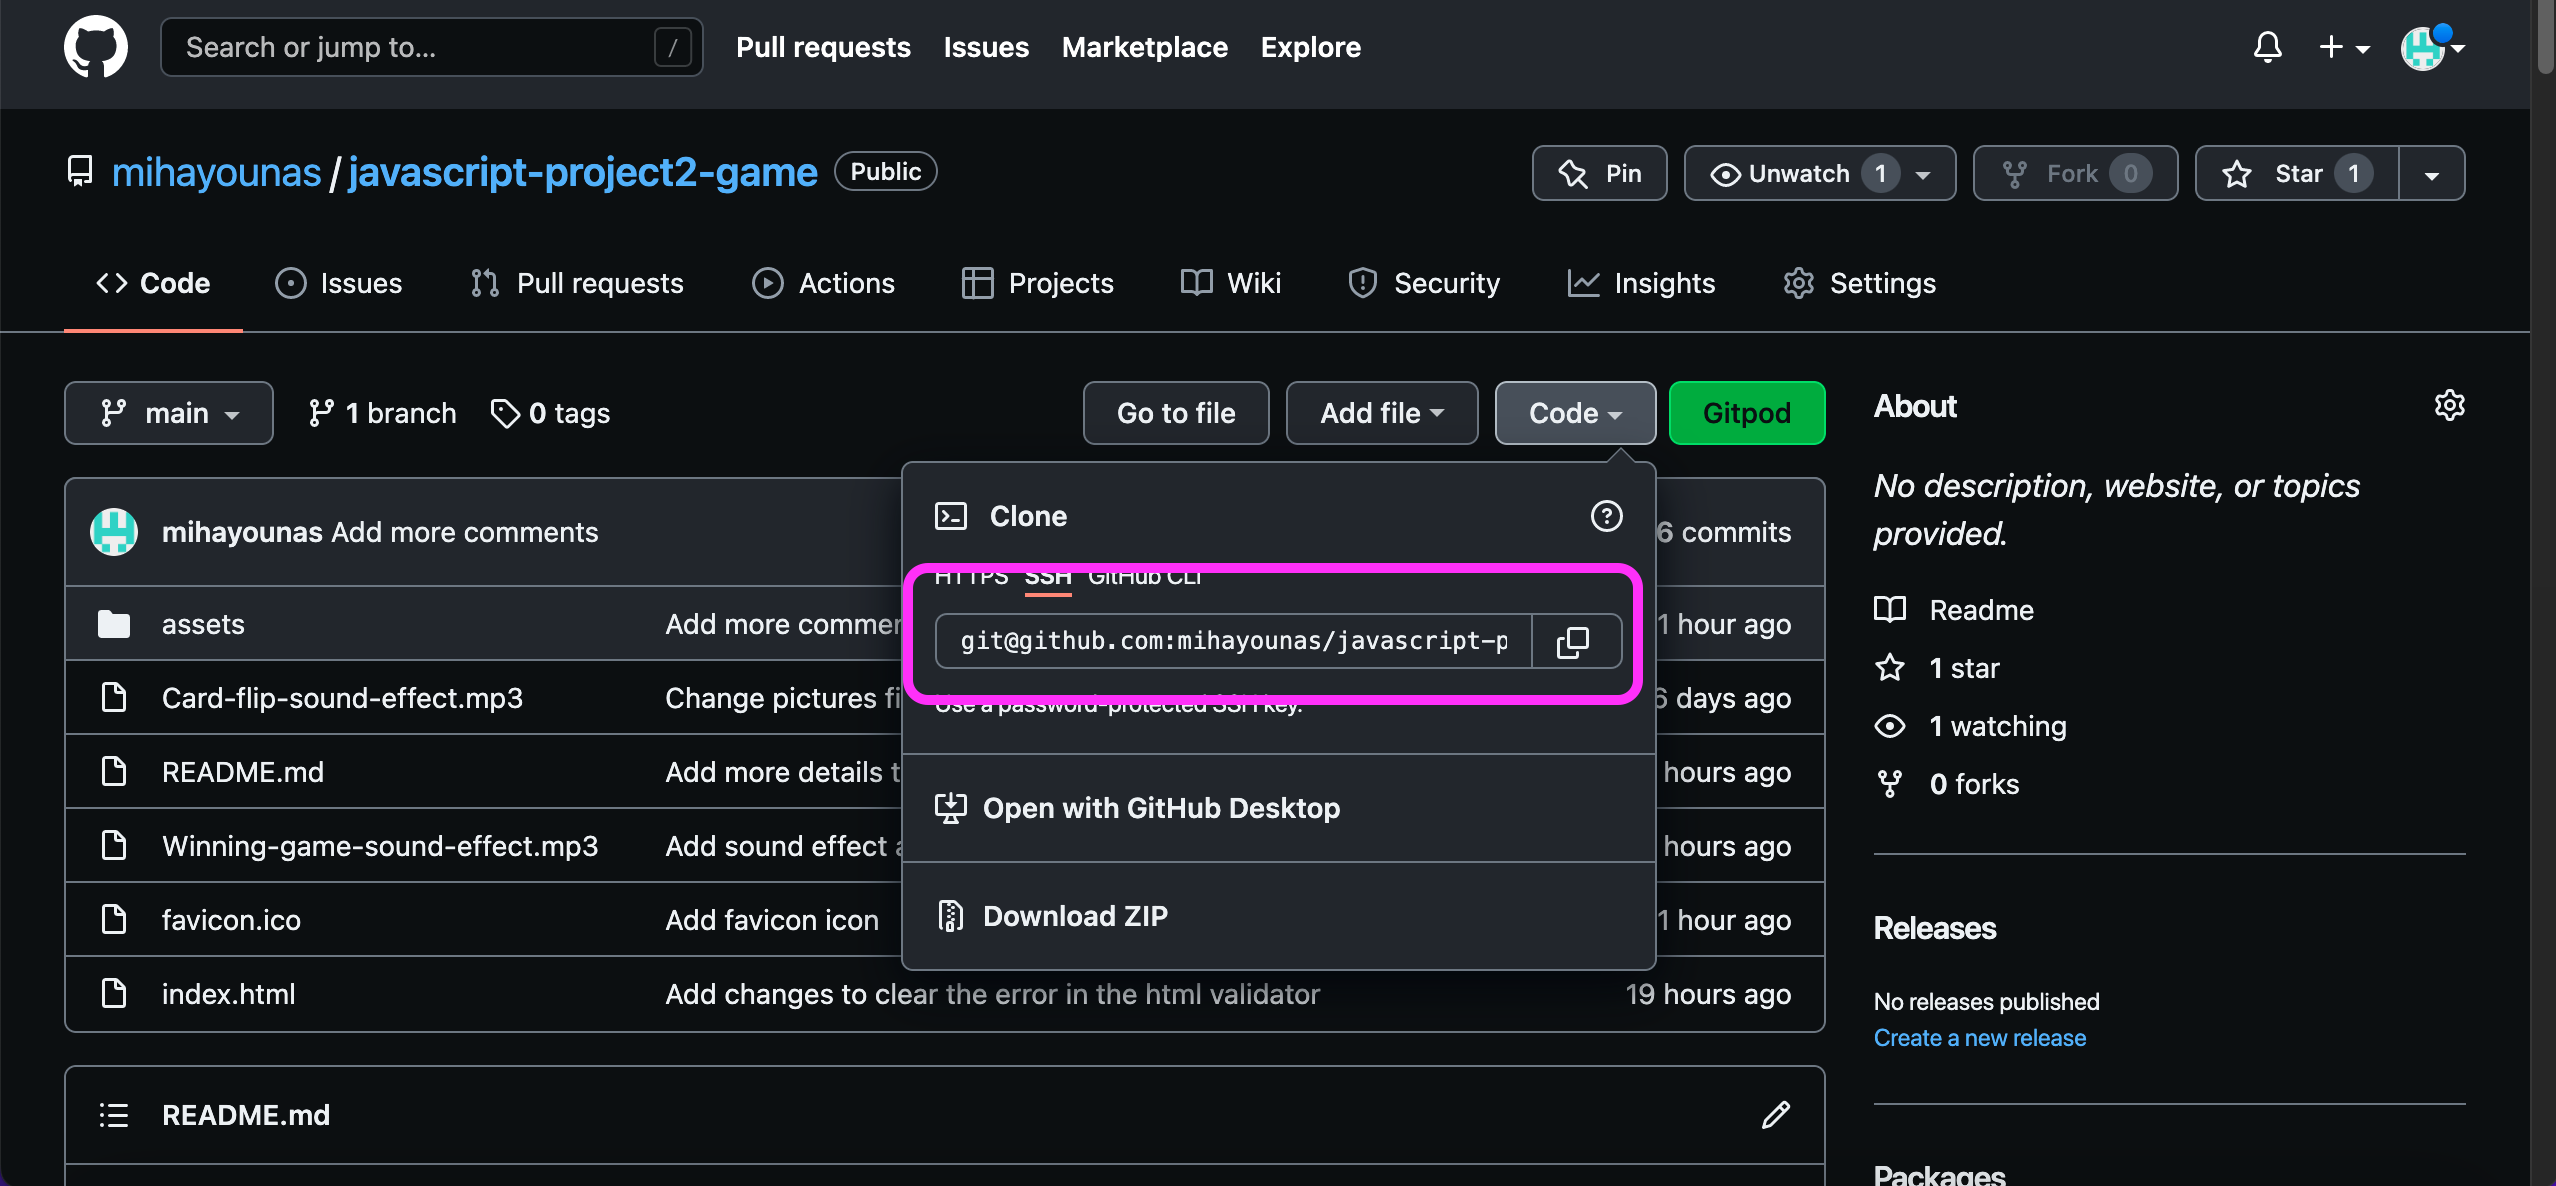 Search or jump to... /
Pull requests Issues Marketplace Explore
mihayounas / javascript-project2-game Public
Pin Unwatch 1 Fork 0 Star 1
Code Issues Pull requests Actions Projects Wiki Security Insights Settings
main 1 branch 0 tags Go to file Add file Code Gitpod
mihayounas Add more comments 6 commits
assets Add more commen 1 hour ago
Card-flip-sound-effect.mp3 Change pictures fi 6 days ago
README.md Add more details t hours ago
Winning-game-sound-effect.mp3 Add sound effect a hours ago
favicon.ico Add favicon icon 1 hour ago
index.html Add changes to clear the error in the html validator 19 hours ago
Clone
HTTPS SSH GitHub CLI
git@github.com:mihayounas/javascript-p
Use a password-protected SSH key.
Open with GitHub Desktop
Download ZIP
README.md
About
No description, website, or topics
provided.
Readme
1 star
1 watching
0 forks
Releases
No releases published
Create a new release
Packages